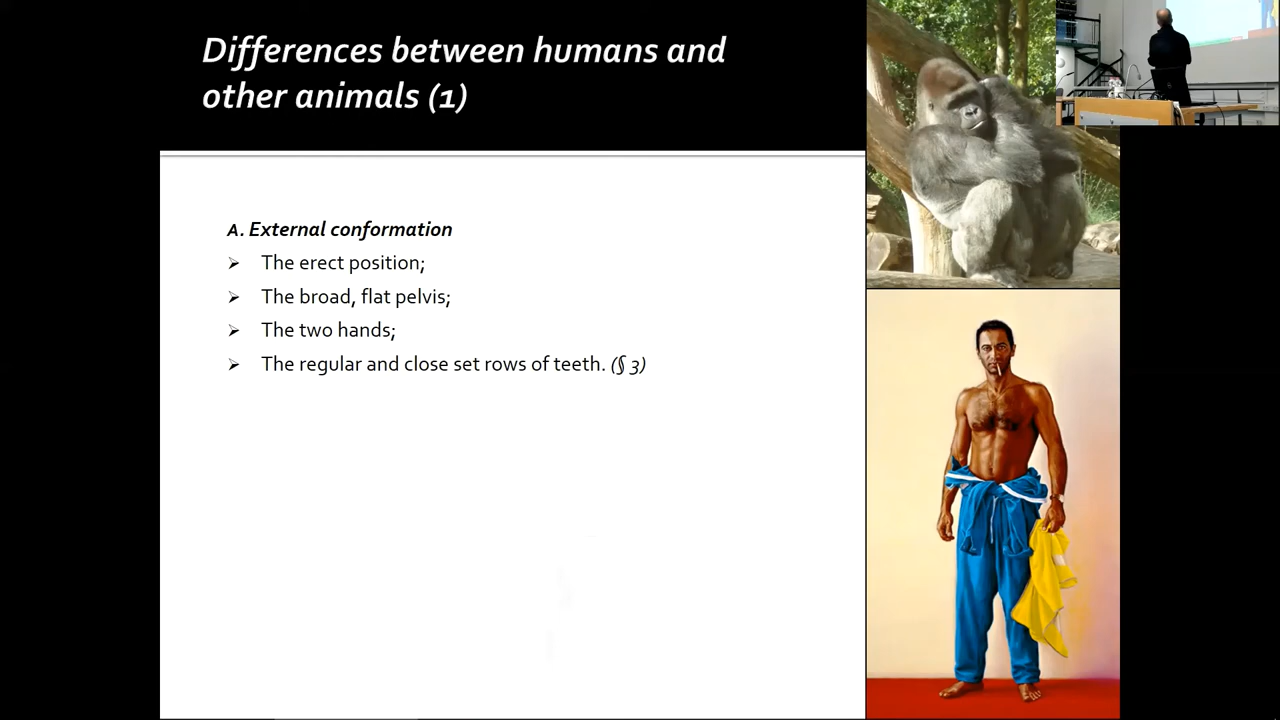 Differences between humans and
other animals (1)
A. External conformation
➢ The erect position;
➢ The broad, flat pelvis;
➢ The two hands;
➢ The regular and close set rows of teeth. (§ 3)